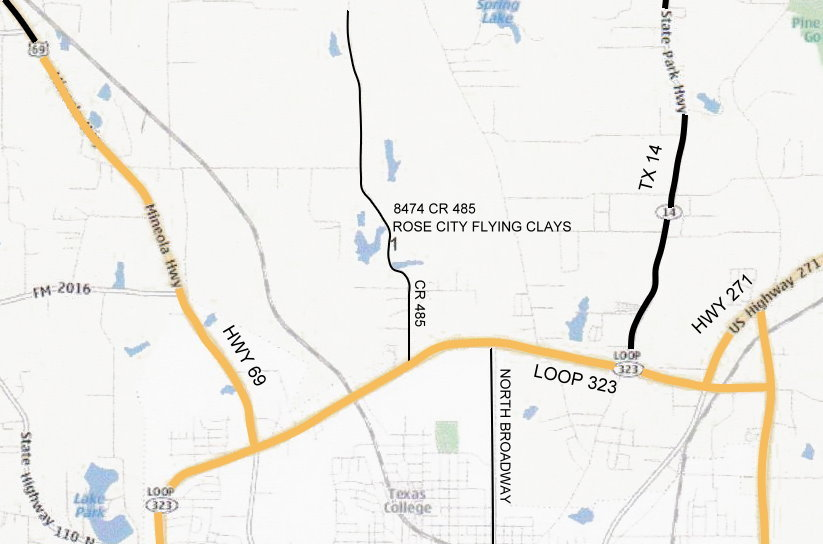 Spring
Lake
Pine
Go
69
State Park Hwy
TX 14
8474 CR 485
14
ROSE CITY FLYING CLAYS
1
Mineola Hwy
US Highway 271
HWY 271
FM-2016
CR 485
HWY 69
LOOP
323
LOOP 323
NORTH BROADWAY
State Highway 110 N
Lake
Park
LOOP
323
Texas
College